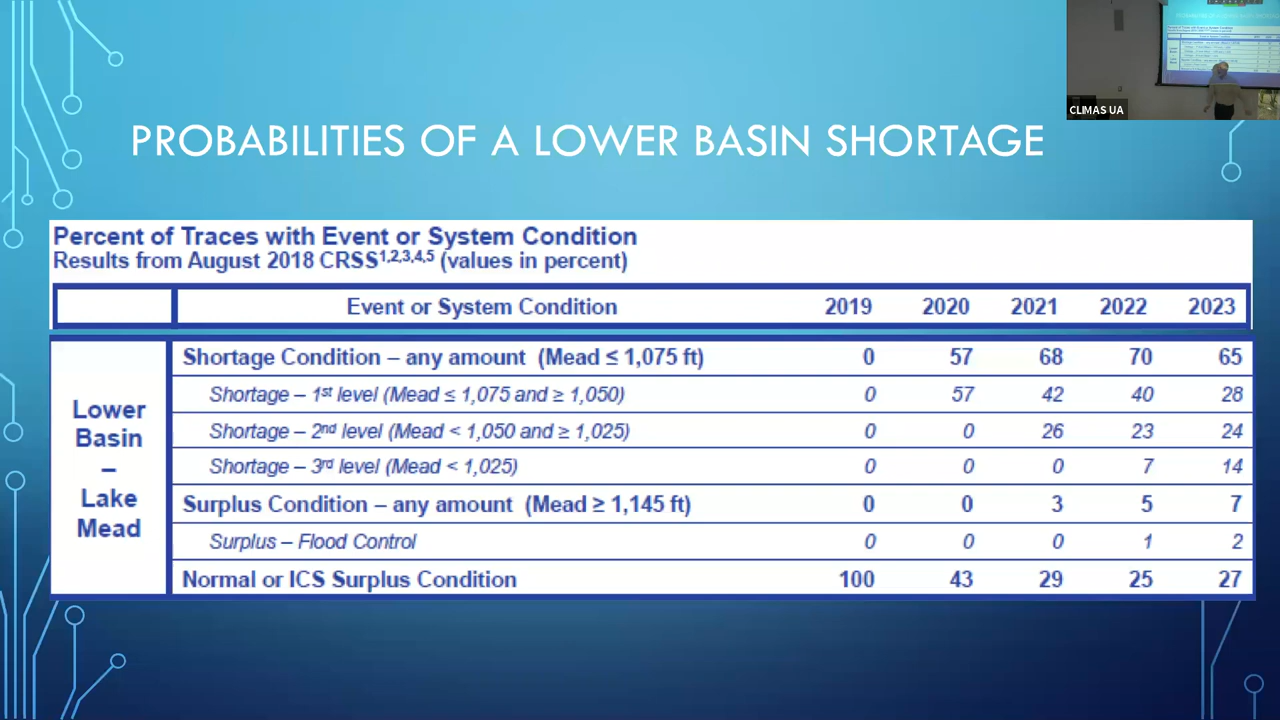 CLIMAS UA
PROBABILITIES OF A LOWER BASIN SHORTAGE
Percent of Traces with Event or System Condition
Results from August 2018 CRSS1,2,3,4,5 (values in percent)
Event or System Condition 2019 2020 2021 2022 2023
Lower Basin – Lake Mead
Shortage Condition – any amount (Mead ≤ 1,075 ft) 0 57 68 70 65
Shortage – 1st level (Mead ≤ 1,075 and ≥ 1,050) 0 57 42 40 28
Shortage – 2nd level (Mead < 1,050 and ≥ 1,025) 0 0 26 23 24
Shortage – 3rd level (Mead < 1,025) 0 0 0 7 14
Surplus Condition – any amount (Mead ≥ 1,145 ft) 0 0 3 5 7
Surplus – Flood Control 0 0 0 1 2
Normal or ICS Surplus Condition 100 43 29 25 27